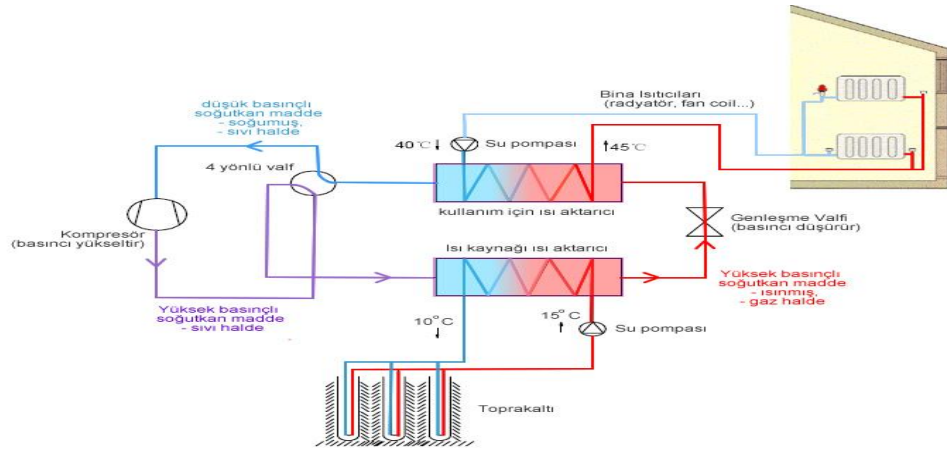 Bina Isıtıcıları
(radyatör, fan coil...)
düşük basınçlı
soğutkan madde
- soğumuş,
- sıvı halde
4 yönlü valf
40℃ ↓
Su pompası
↑45℃
kullanım için ısı aktarıcı
Kompresör
(basıncı yükseltir)
Genleşme Valfi
(basıncı düşürür)
Isı kaynağı ısı aktarıcı
Yüksek basınçlı
soğutkan madde
- ısınmış,
- gaz halde
Yüksek basınçlı
soğutkan madde
- sıvı halde
10°C
↓
15°C
↑
Su pompası
Toprakaltı